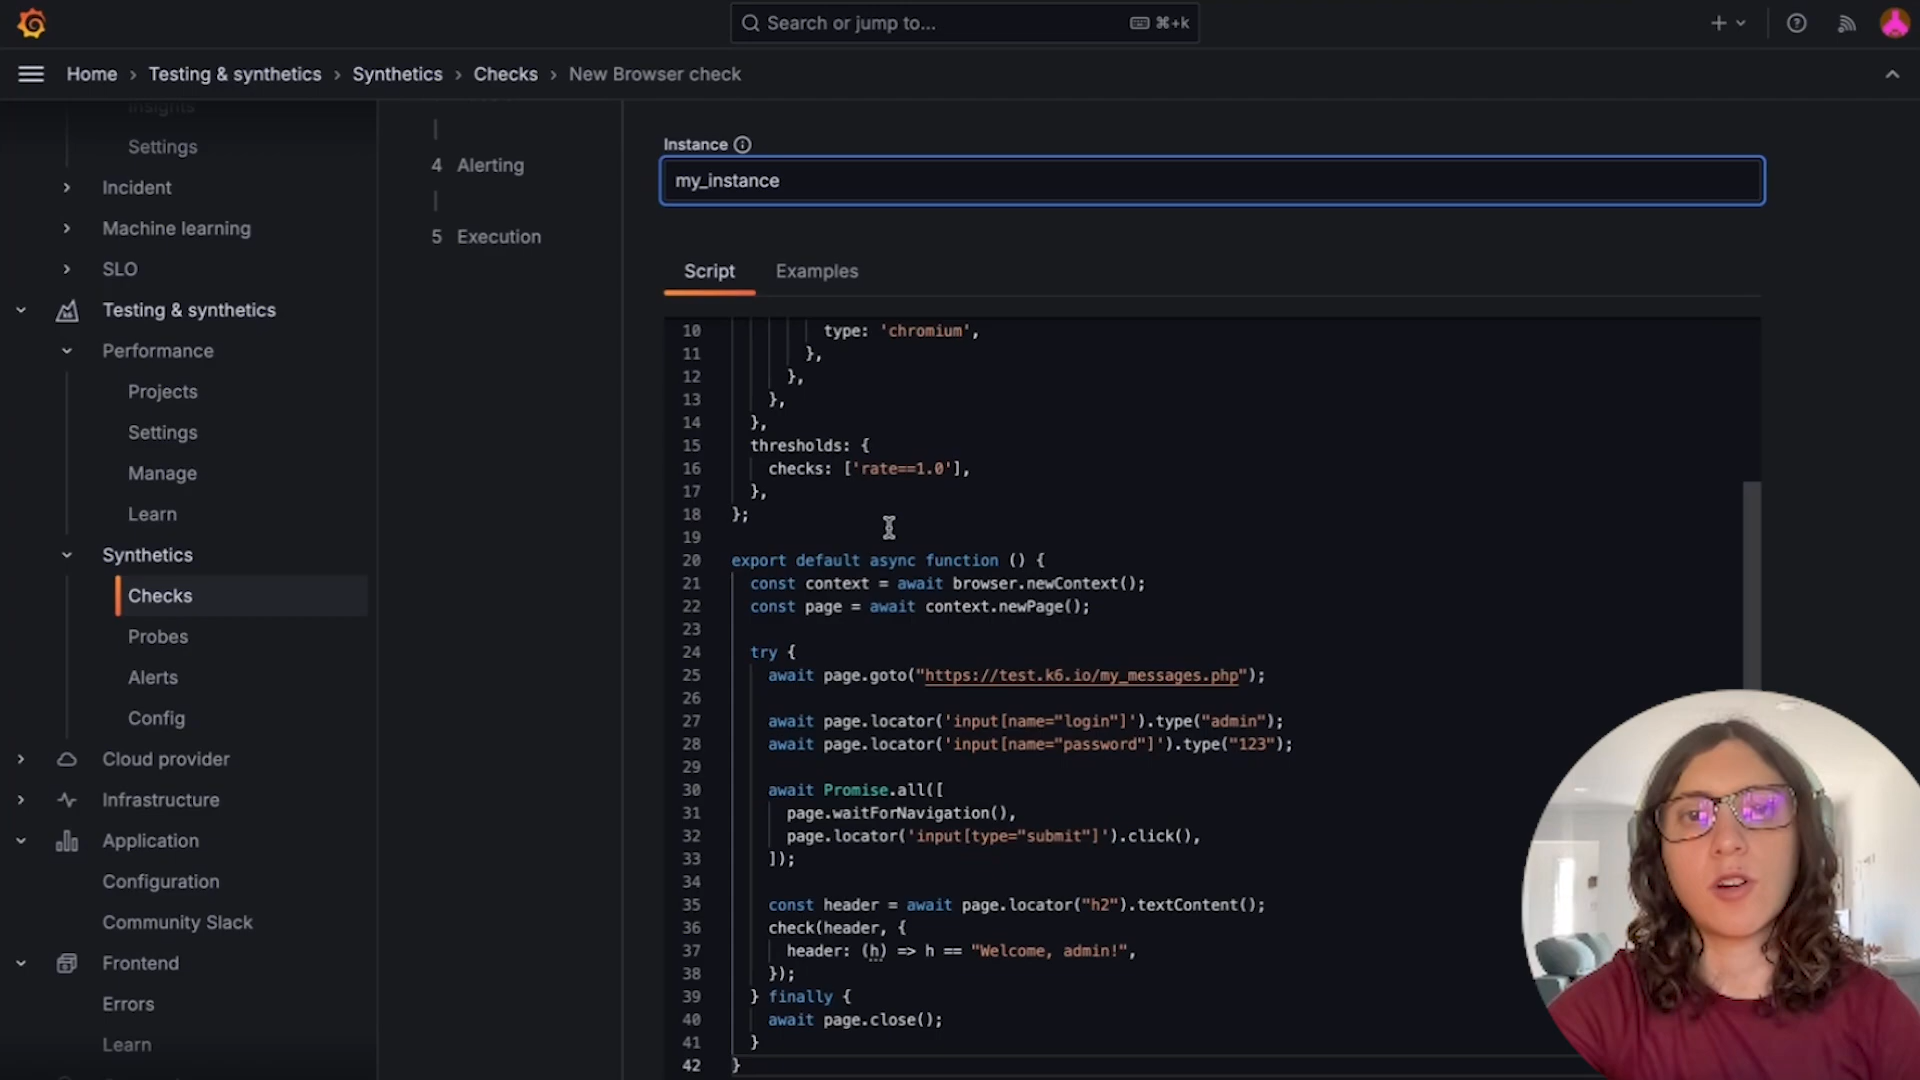 Search or jump to...
⌘+k
Home > Testing & synthetics > Synthetics > Checks > New Browser check
Insights
Settings
Incident
Machine learning
SLO
Testing & synthetics
Performance
Projects
Settings
Manage
Learn
Synthetics
Checks
Probes
Alerts
Config
Cloud provider
Infrastructure
Application
Configuration
Community Slack
Frontend
Errors
Learn
4 Alerting
5 Execution
Instance
my_instance
Script Examples
10 type: 'chromium',
11 },
12 },
13 },
14 },
15 thresholds: {
16 checks: ['rate==1.0'],
17 },
18 };
19
20 export default async function () {
21 const context = await browser.newContext();
22 const page = await context.newPage();
23
24 try {
25 await page.goto("https://test.k6.io/my_messages.php");
26
27 await page.locator('input[name="login"]').type("admin");
28 await page.locator('input[name="password"]').type("123");
29
30 await Promise.all([
31 page.waitForNavigation(),
32 page.locator('input[type="submit"]').click(),
33 ]);
34
35 const header = await page.locator("h2").textContent();
36 check(header, {
37 header: (h) => h == "Welcome, admin!",
38 });
39 } finally {
40 await page.close();
41 }
42 }